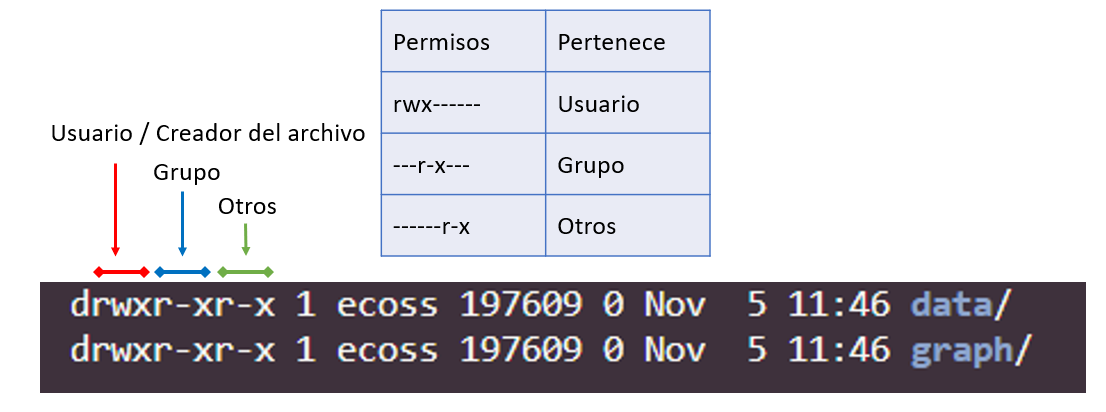 Permisos Pertenece
rwx------ Usuario
---r-x--- Grupo
------r-x Otros
Usuario / Creador del archivo
Grupo
Otros
drwxr-xr-x 1 ecoss 197609 0 Nov  5 11:46 data/
drwxr-xr-x 1 ecoss 197609 0 Nov  5 11:46 graph/